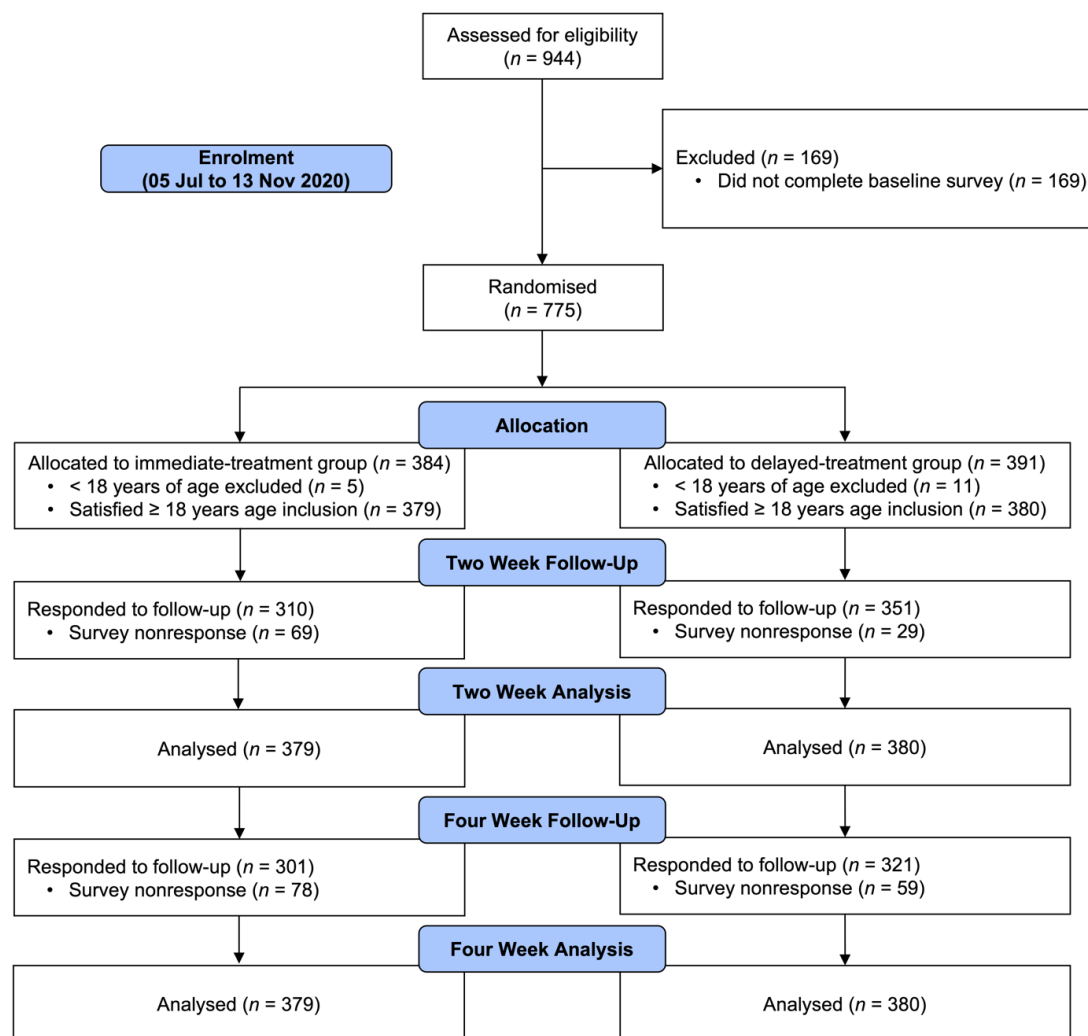 Assessed for eligibility
(n = 944)
Enrolment
(05 Jul to 13 Nov 2020)
Excluded (n = 169)
• Did not complete baseline survey (n = 169)
Randomised
(n = 775)
Allocation
Allocated to immediate-treatment group (n = 384)
• < 18 years of age excluded (n = 5)
• Satisfied ≥ 18 years age inclusion (n = 379)
Allocated to delayed-treatment group (n = 391)
• < 18 years of age excluded (n = 11)
• Satisfied ≥ 18 years age inclusion (n = 380)
Two Week Follow-Up
Responded to follow-up (n = 310)
• Survey nonresponse (n = 69)
Responded to follow-up (n = 351)
• Survey nonresponse (n = 29)
Two Week Analysis
Analysed (n = 379)
Analysed (n = 380)
Four Week Follow-Up
Responded to follow-up (n = 301)
• Survey nonresponse (n = 78)
Responded to follow-up (n = 321)
• Survey nonresponse (n = 59)
Four Week Analysis
Analysed (n = 379)
Analysed (n = 380)